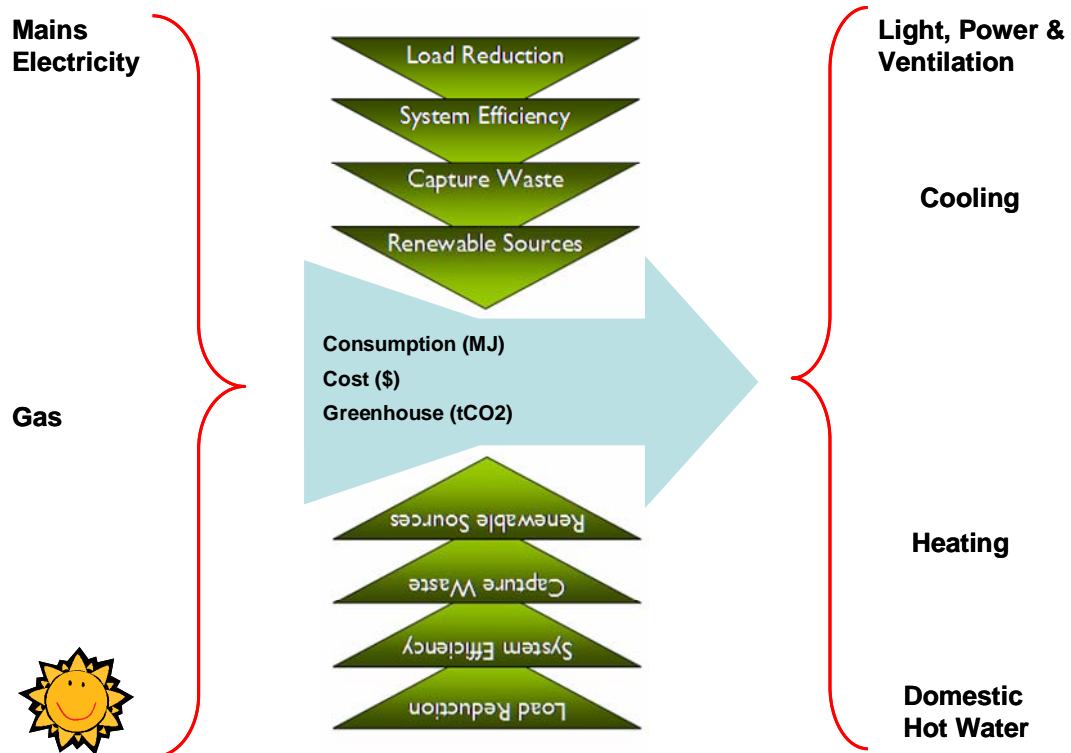 Mains
Electricity
Gas
Load Reduction
System Efficiency
Capture Waste
Renewable Sources
Consumption (MJ)
Cost ($)
Greenhouse (tCO2)
Renewable Sources
Capture Waste
System Efficiency
Load Reduction
Light, Power &
Ventilation
Cooling
Heating
Domestic
Hot Water